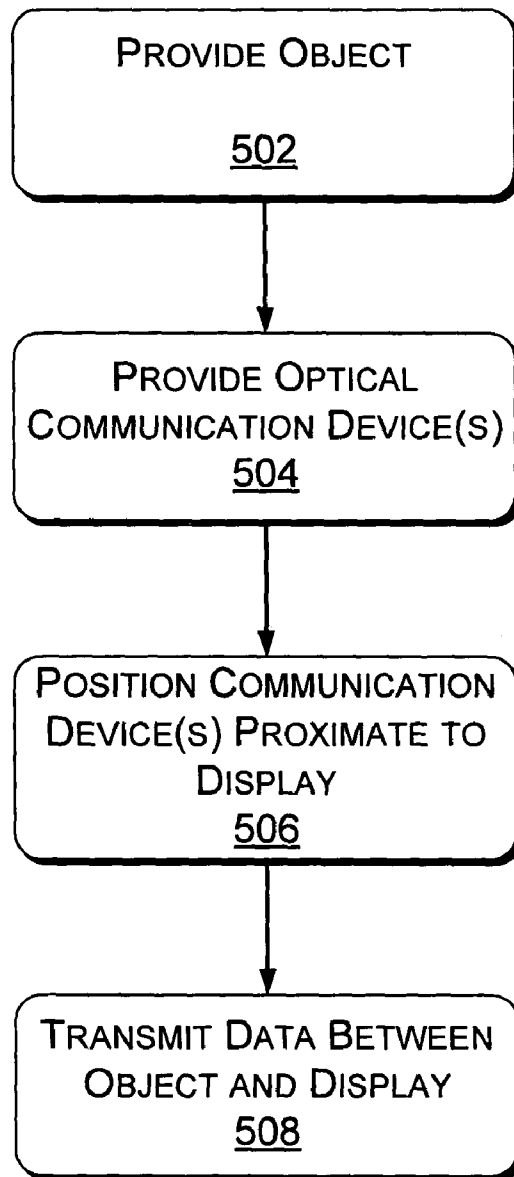 PROVIDE OBJECT
502
PROVIDE OPTICAL
COMMUNICATION DEVICE(S)
504
POSITION COMMUNICATION
DEVICE(S) PROXIMATE TO
DISPLAY
506
TRANSMIT DATA BETWEEN
OBJECT AND DISPLAY
508